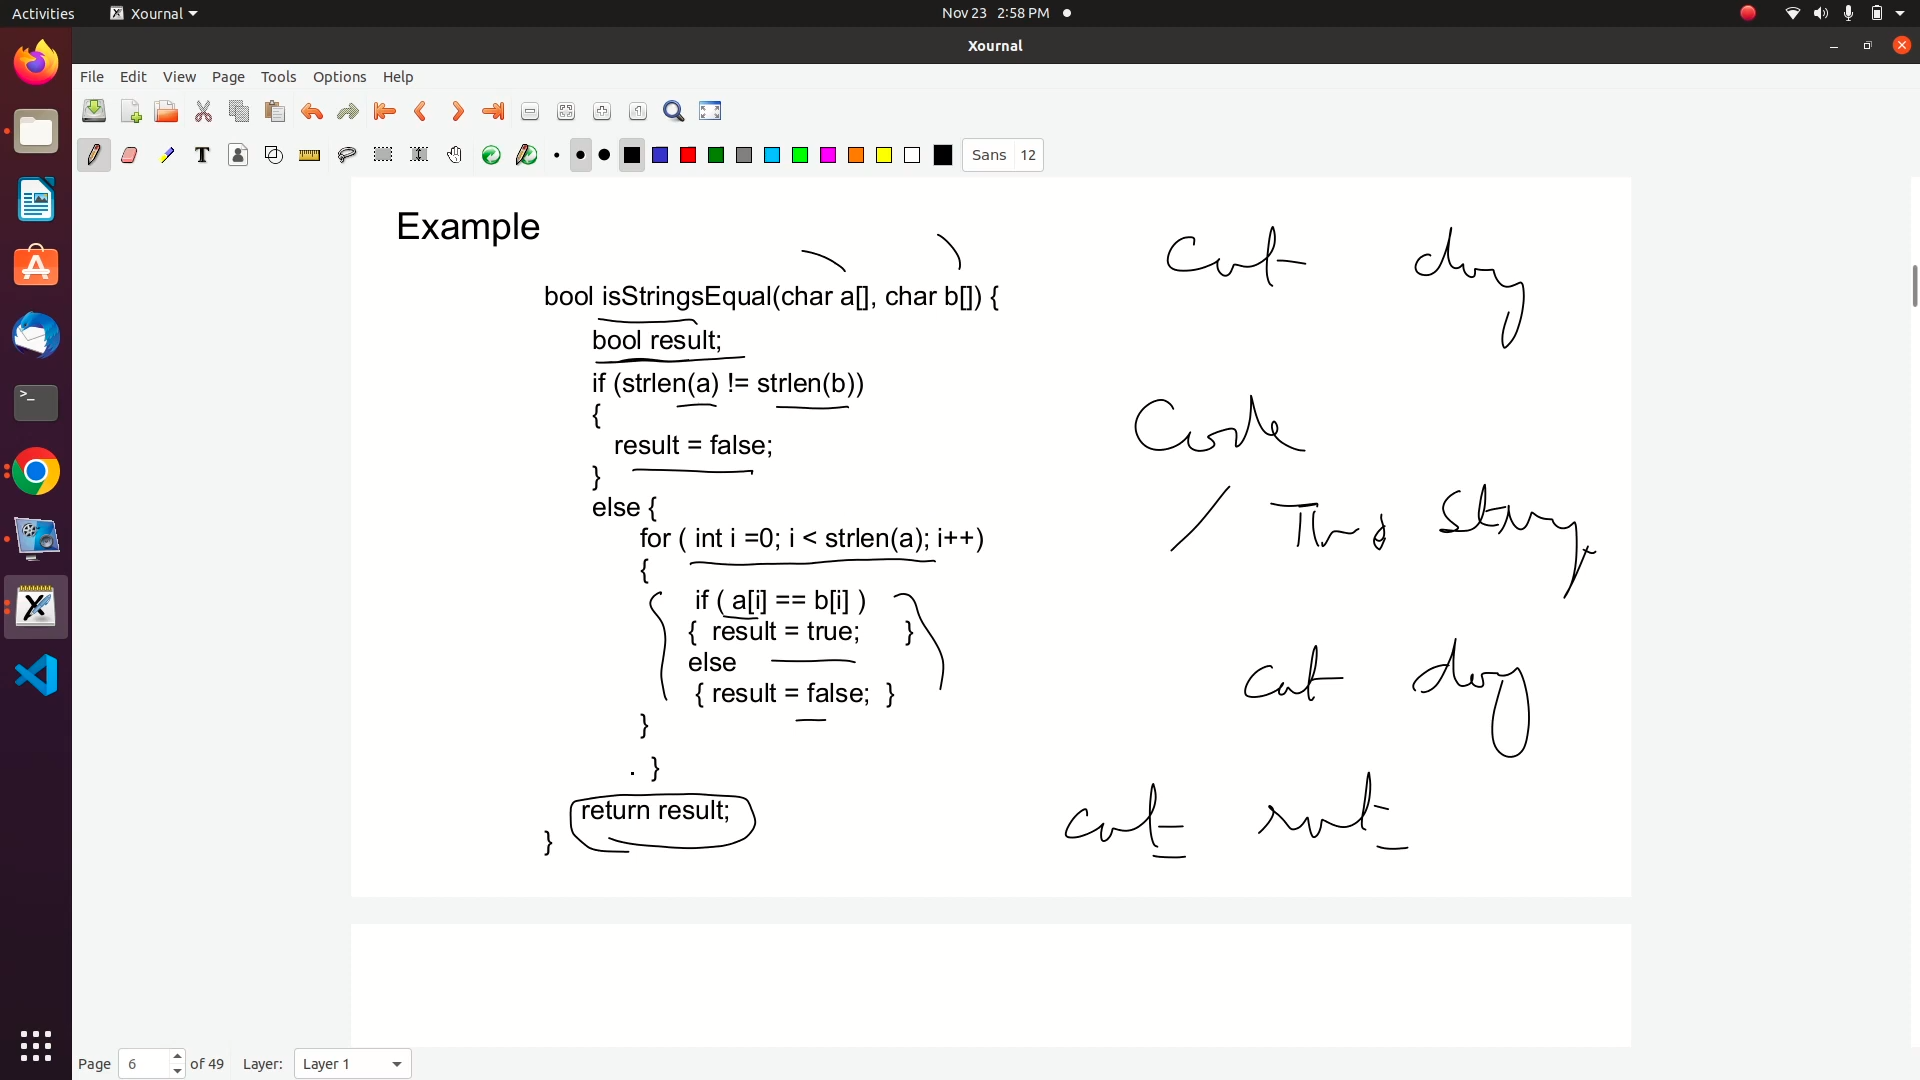 Activities Xournal Nov 23 2:58 PM
Xournal
File Edit View Page Tools Options Help
T Sans 12
Example
cat dog
bool isStringsEqual(char a[], char b[]) {
bool result;
if (strlen(a) != strlen(b))
{
result = false;
}
Code
else {
This string
for ( int i =0; i < strlen(a); i++)
{
if ( a[i] == b[i] )
{ result = true; }
else
{ result = false; }
cat dog
}
. }
return result;
}
cat rat
Page 6 of 49 Layer: Layer 1